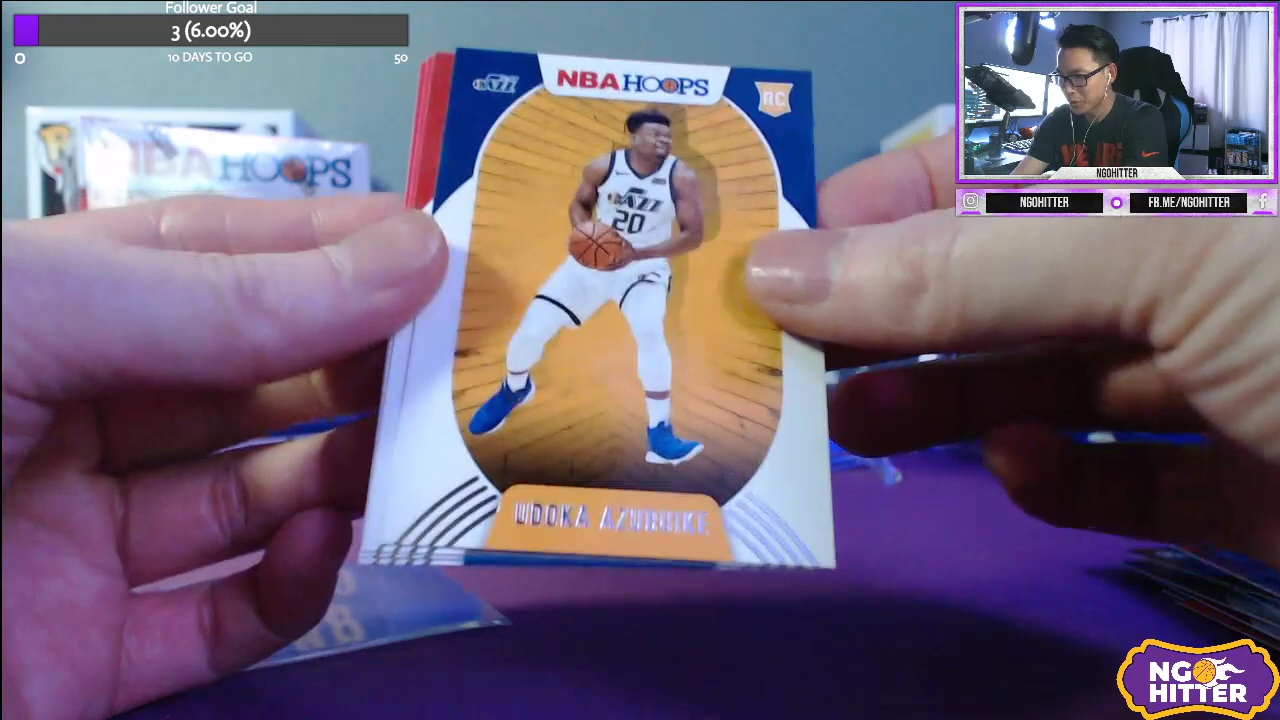 Follower Goal
3 (6.00%)
0
10 DAYS TO GO
50
JAZZ
NBA HOOPS
RC
NBA HOOPS
JAZZ
20
UDOKA AZUBUIKE
NGOHITTER
NGOHITTER
FB.ME/NGOHITTER
NGO
HITTER